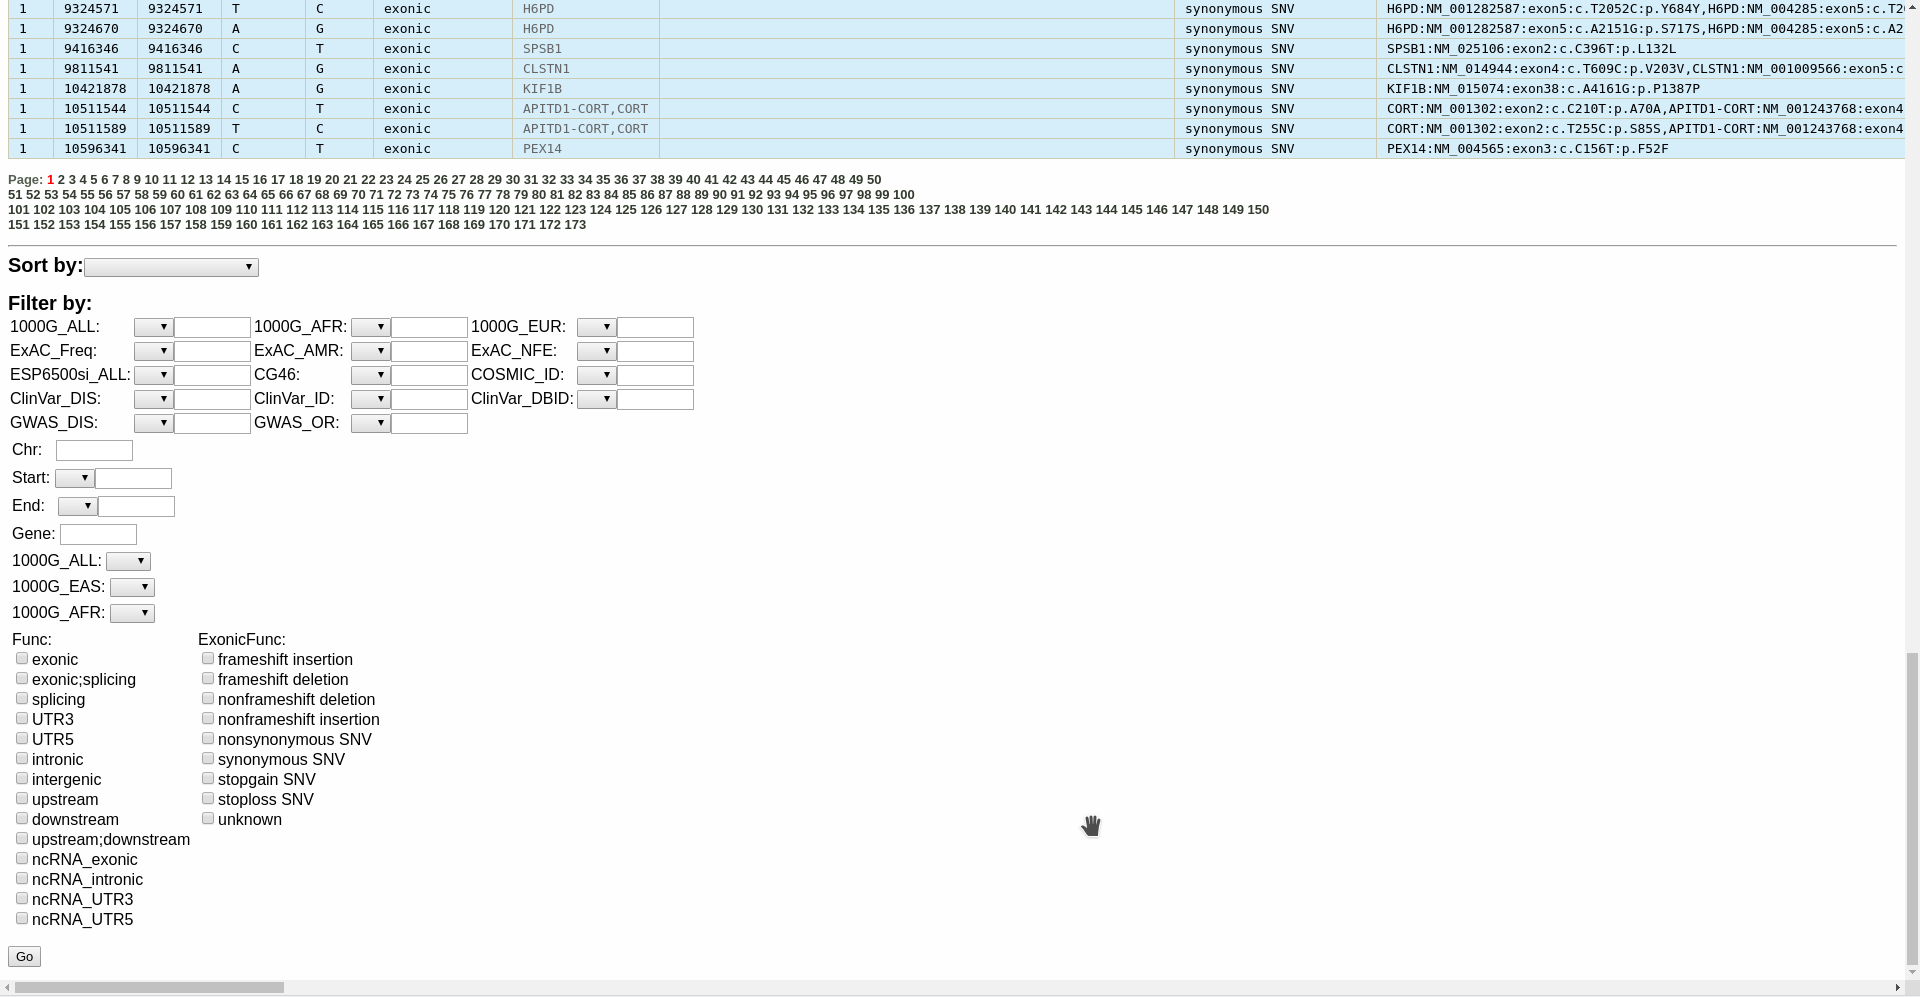 1 9324571 9324571 T C exonic H6PD synonymous SNV H6PD:NM_001282587:exon5:c.T2052C:p.Y684Y,H6PD:NM_004285:exon5:c.T2
1 9324670 9324670 A G exonic H6PD synonymous SNV H6PD:NM_001282587:exon5:c.A2151G:p.S717S,H6PD:NM_004285:exon5:c.A2
1 9416346 9416346 C T exonic SPSB1 synonymous SNV SPSB1:NM_025106:exon2:c.C396T:p.L132L
1 9811541 9811541 A G exonic CLSTN1 synonymous SNV CLSTN1:NM_014944:exon4:c.T609C:p.V203V,CLSTN1:NM_001009566:exon5:c
1 10421878 10421878 A G exonic KIF1B synonymous SNV KIF1B:NM_015074:exon38:c.A4161G:p.P1387P
1 10511544 10511544 C T exonic APITD1-CORT,CORT synonymous SNV CORT:NM_001302:exon2:c.C210T:p.A70A,APITD1-CORT:NM_001243768:exon4
1 10511589 10511589 T C exonic APITD1-CORT,CORT synonymous SNV CORT:NM_001302:exon2:c.T255C:p.S85S,APITD1-CORT:NM_001243768:exon4
1 10596341 10596341 C T exonic PEX14 synonymous SNV PEX14:NM_004565:exon3:c.C156T:p.F52F
Page: 1 2 3 4 5 6 7 8 9 10 11 12 13 14 15 16 17 18 19 20 21 22 23 24 25 26 27 28 29 30 31 32 33 34 35 36 37 38 39 40 41 42 43 44 45 46 47 48 49 50
51 52 53 54 55 56 57 58 59 60 61 62 63 64 65 66 67 68 69 70 71 72 73 74 75 76 77 78 79 80 81 82 83 84 85 86 87 88 89 90 91 92 93 94 95 96 97 98 99 100
101 102 103 104 105 106 107 108 109 110 111 112 113 114 115 116 117 118 119 120 121 122 123 124 125 126 127 128 129 130 131 132 133 134 135 136 137 138 139 140 141 142 143 144 145 146 147 148 149 150
151 152 153 154 155 156 157 158 159 160 161 162 163 164 165 166 167 168 169 170 171 172 173
Sort by:
Filter by:
1000G_ALL: 1000G_AFR: 1000G_EUR:
ExAC_Freq: ExAC_AMR: ExAC_NFE:
ESP6500si_ALL: CG46: COSMIC_ID:
ClinVar_DIS: ClinVar_ID: ClinVar_DBID:
GWAS_DIS: GWAS_OR:
Chr:
Start:
End:
Gene:
1000G_ALL:
1000G_EAS:
1000G_AFR:
Func: ExonicFunc:
exonic frameshift insertion
exonic;splicing frameshift deletion
splicing nonframeshift deletion
UTR3 nonframeshift insertion
UTR5 nonsynonymous SNV
intronic synonymous SNV
intergenic stopgain SNV
upstream stoploss SNV
downstream unknown
upstream;downstream
ncRNA_exonic
ncRNA_intronic
ncRNA_UTR3
ncRNA_UTR5
Go